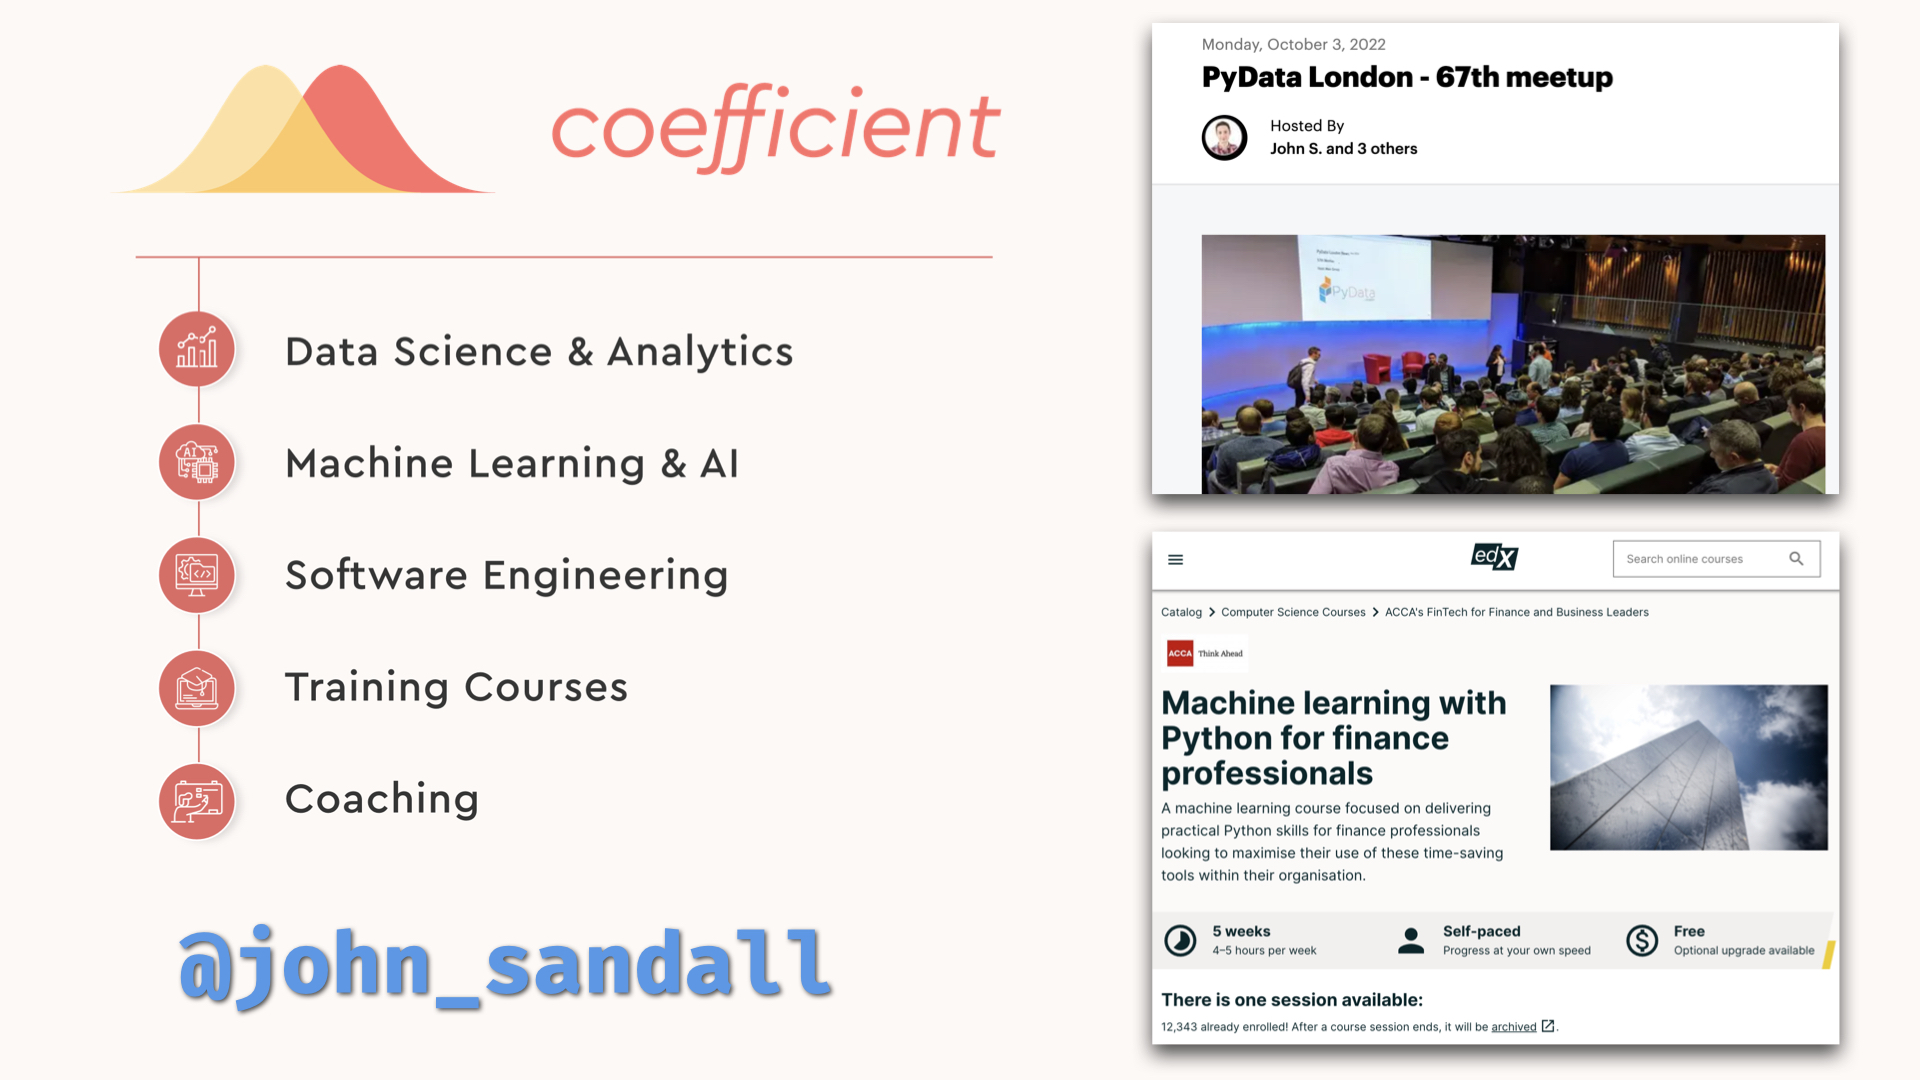 coefficient
Data Science & Analytics
AI
Machine Learning & AI
Software Engineering
Training Courses
Coaching
@john_sandall
Monday, October 3, 2022
PyData London - 67th meetup
Hosted By
John S. and 3 others
PyData
edX
Search online courses
Catalog > Computer Science Courses > ACCA's FinTech for Finance and Business Leaders
ACCA Think Ahead
Machine learning with
Python for finance
professionals
A machine learning course focused on delivering
practical Python skills for finance professionals
looking to maximise their use of these time-saving
tools within their organisation.
5 weeks
4–5 hours per week
Self-paced
Progress at your own speed
Free
Optional upgrade available
There is one session available:
12,343 already enrolled! After a course session ends, it will be archived.